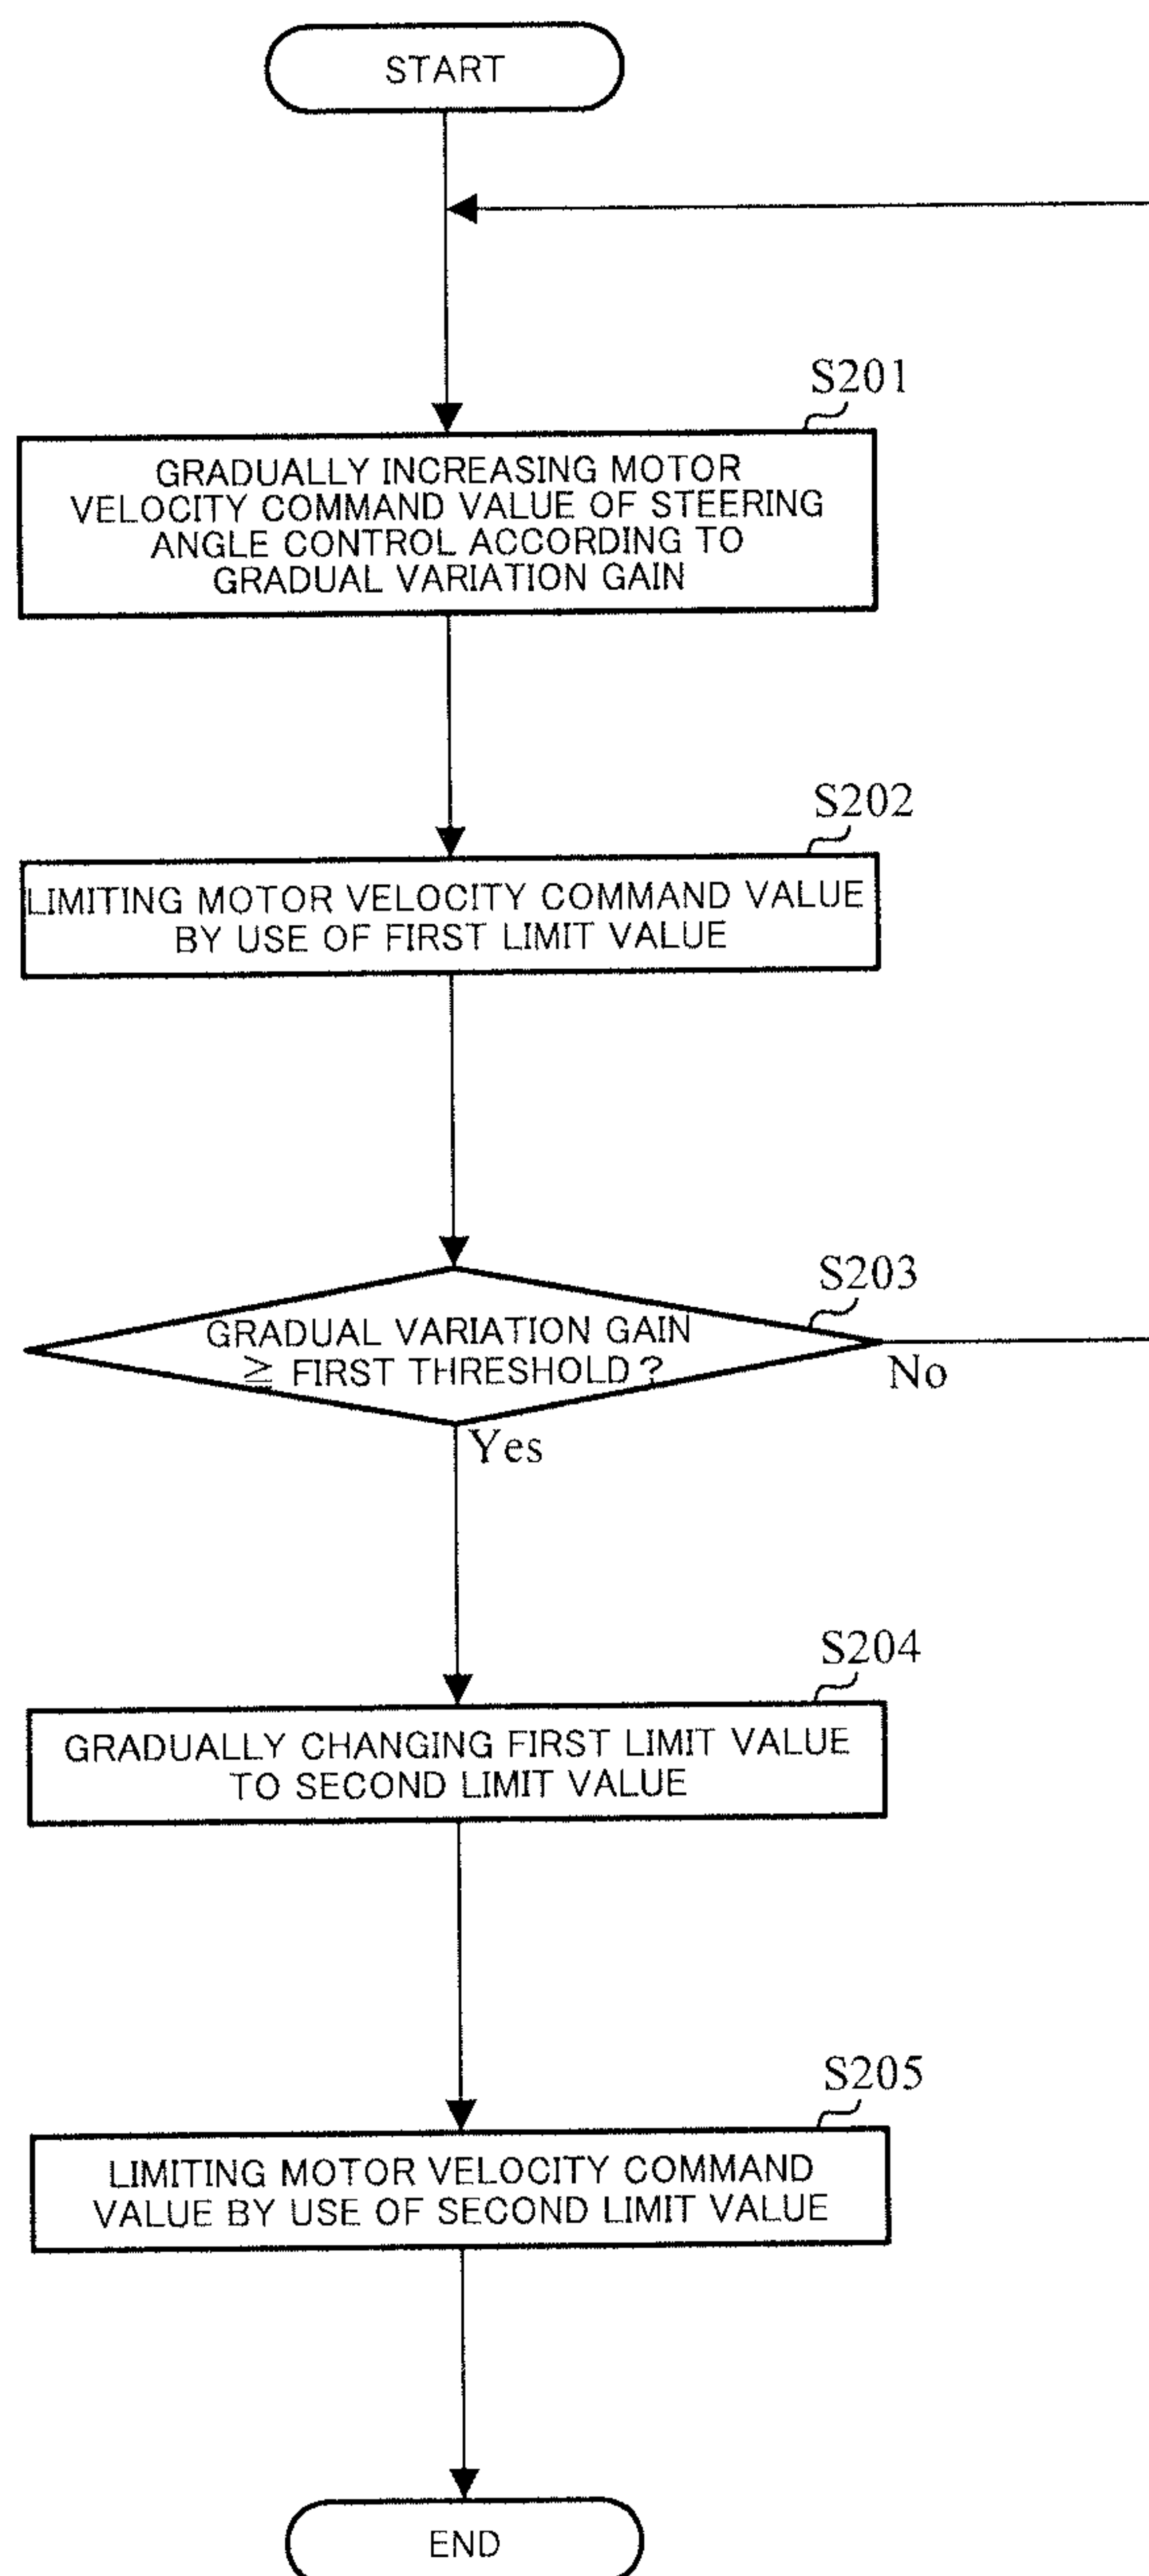 START
S201
GRADUALLY INCREASING MOTOR
VELOCITY COMMAND VALUE OF STEERING
ANGLE CONTROL ACCORDING TO
GRADUAL VARIATION GAIN
S202
LIMITING MOTOR VELOCITY COMMAND VALUE
BY USE OF FIRST LIMIT VALUE
S203
GRADUAL VARIATION GAIN
≧ FIRST THRESHOLD?
No
Yes
S204
GRADUALLY CHANGING FIRST LIMIT VALUE
TO SECOND LIMIT VALUE
S205
LIMITING MOTOR VELOCITY COMMAND
VALUE BY USE OF SECOND LIMIT VALUE
END